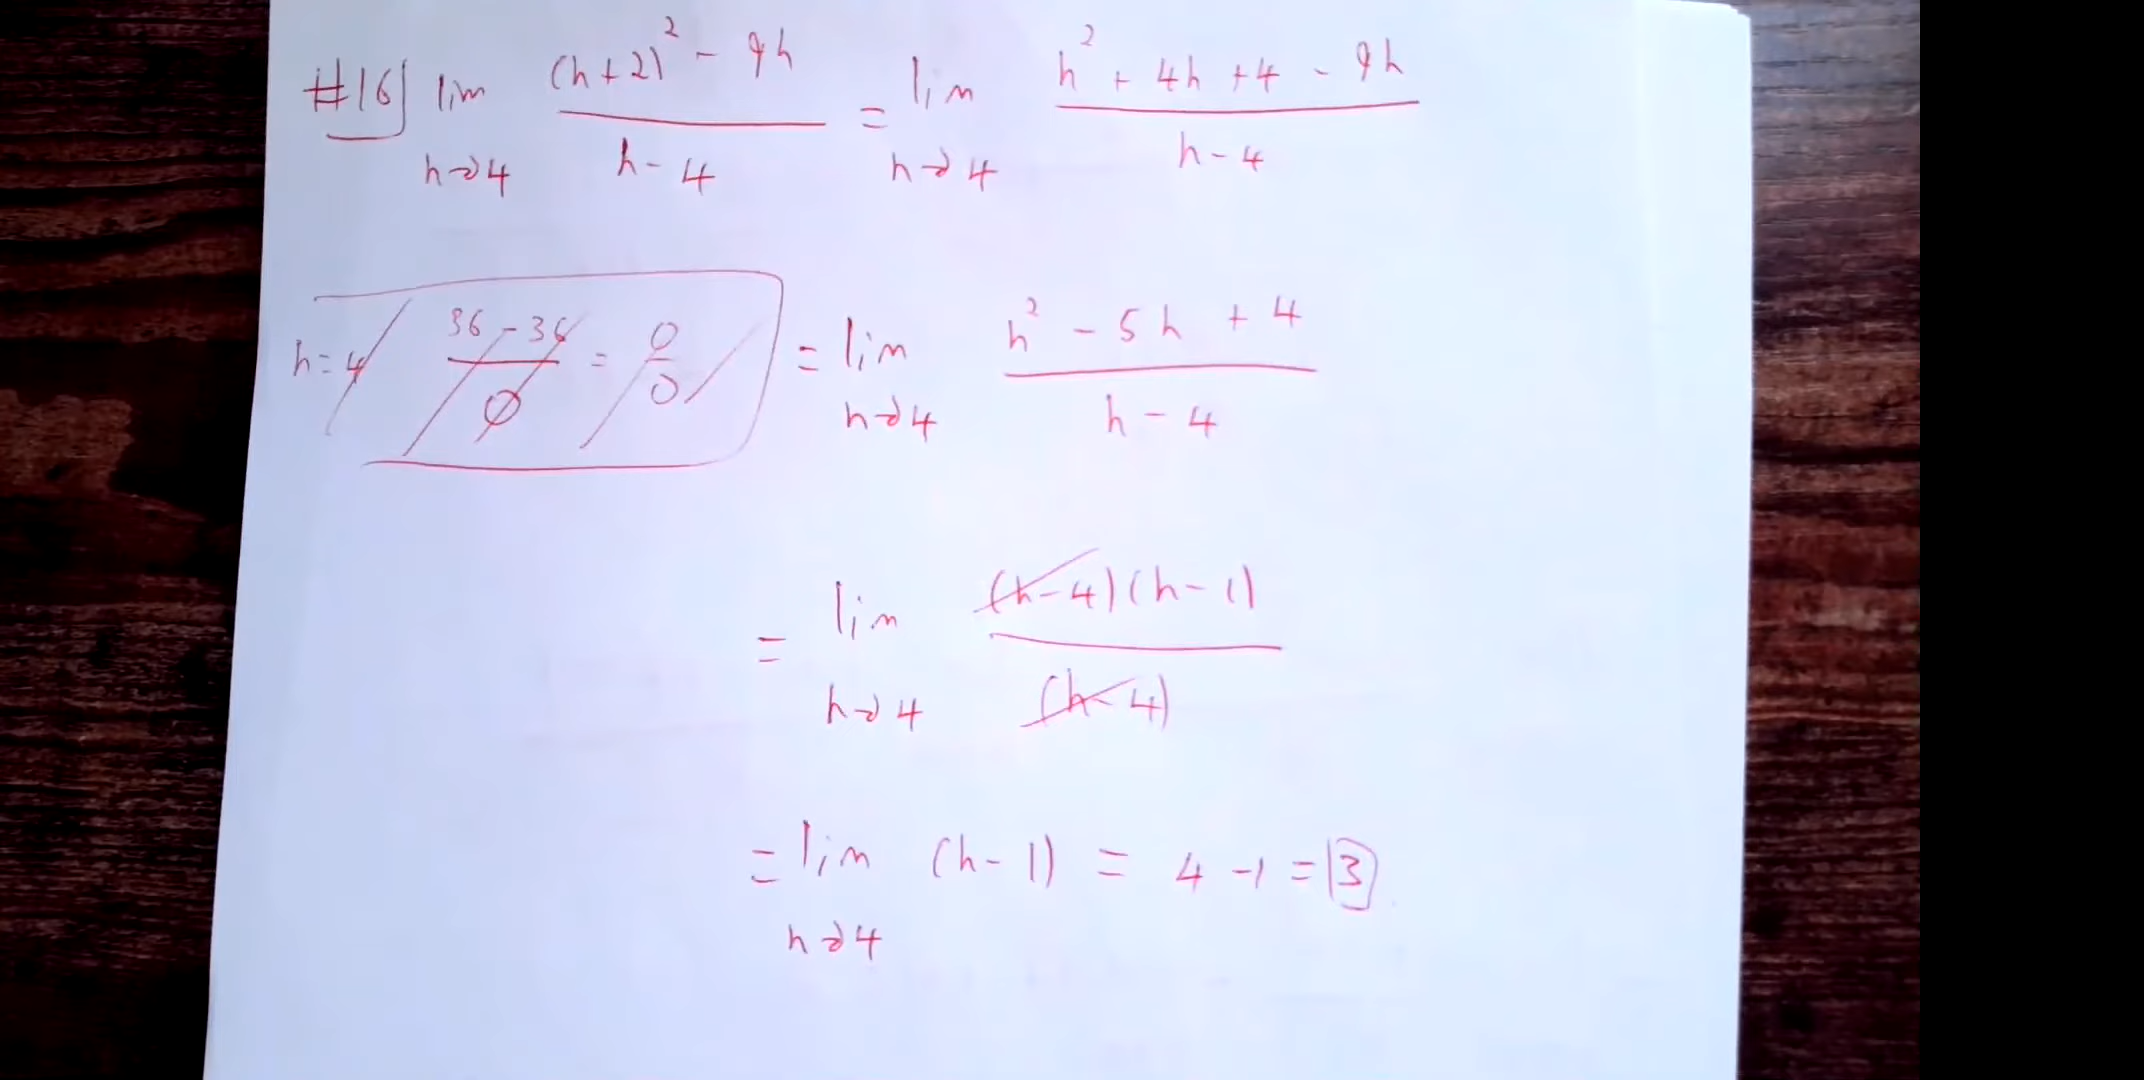 #16] lim (h+2)² - 9h / h-4 = lim h² + 4h + 4 - 9h / h-4
h→4 h→4
h=4 36-36 / 0 = 0/0 = lim h² - 5h + 4 / h-4
h→4
= lim (h-4)(h-1) / (h-4)
h→4
= lim (h-1) = 4-1 = 3
h→4